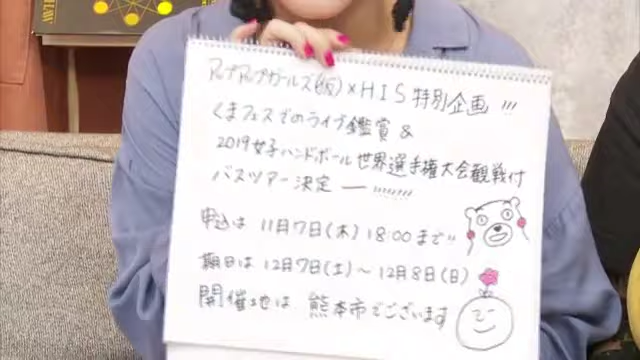 LAW
アップアップガールズ(仮)×HIS 特別企画 !!!
くまフェスでのライブ鑑賞 &
2019女子ハンドボール世界選手権大会観戦付
バスツアー決定ー!!!!!!!
申込は 11月7日(木) 18:00まで!!
期日は 12月7日(土)〜12月8日(日)
開催地は 熊本市でございます